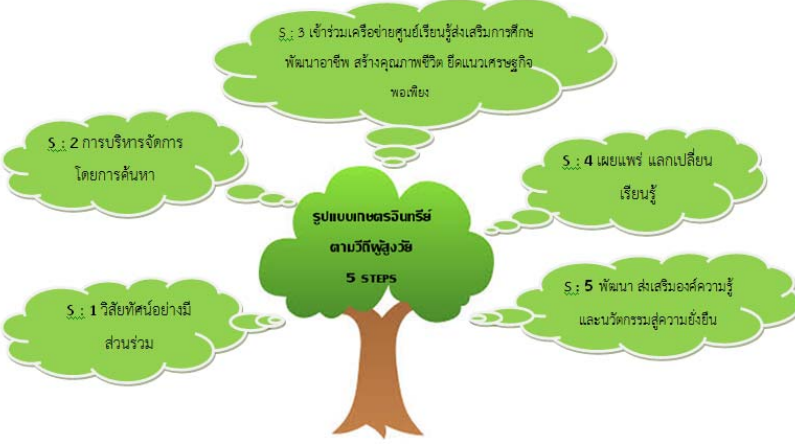 S : 3 เข้าร่วมเครือข่ายศูนย์เรียนรู้ส่งเสริมการศึกษ
พัฒนาอาชีพ สร้างคุณภาพชีวิต ยึดแนวเศรษฐกิจ
พอเพียง
S : 2 การบริหารจัดการ
โดยการค้นหา
S : 4 เผยแพร่ แลกเปลี่ยน
เรียนรู้
รูปแบบเกษตรอินทรีย์
ตามวิถีผู้สูงวัย
5 STEPS
S : 1 วิสัยทัศน์อย่างมี
ส่วนร่วม
S : 5 พัฒนา ส่งเสริมองค์ความรู้
และนวัตกรรมสู่ความยั่งยืน